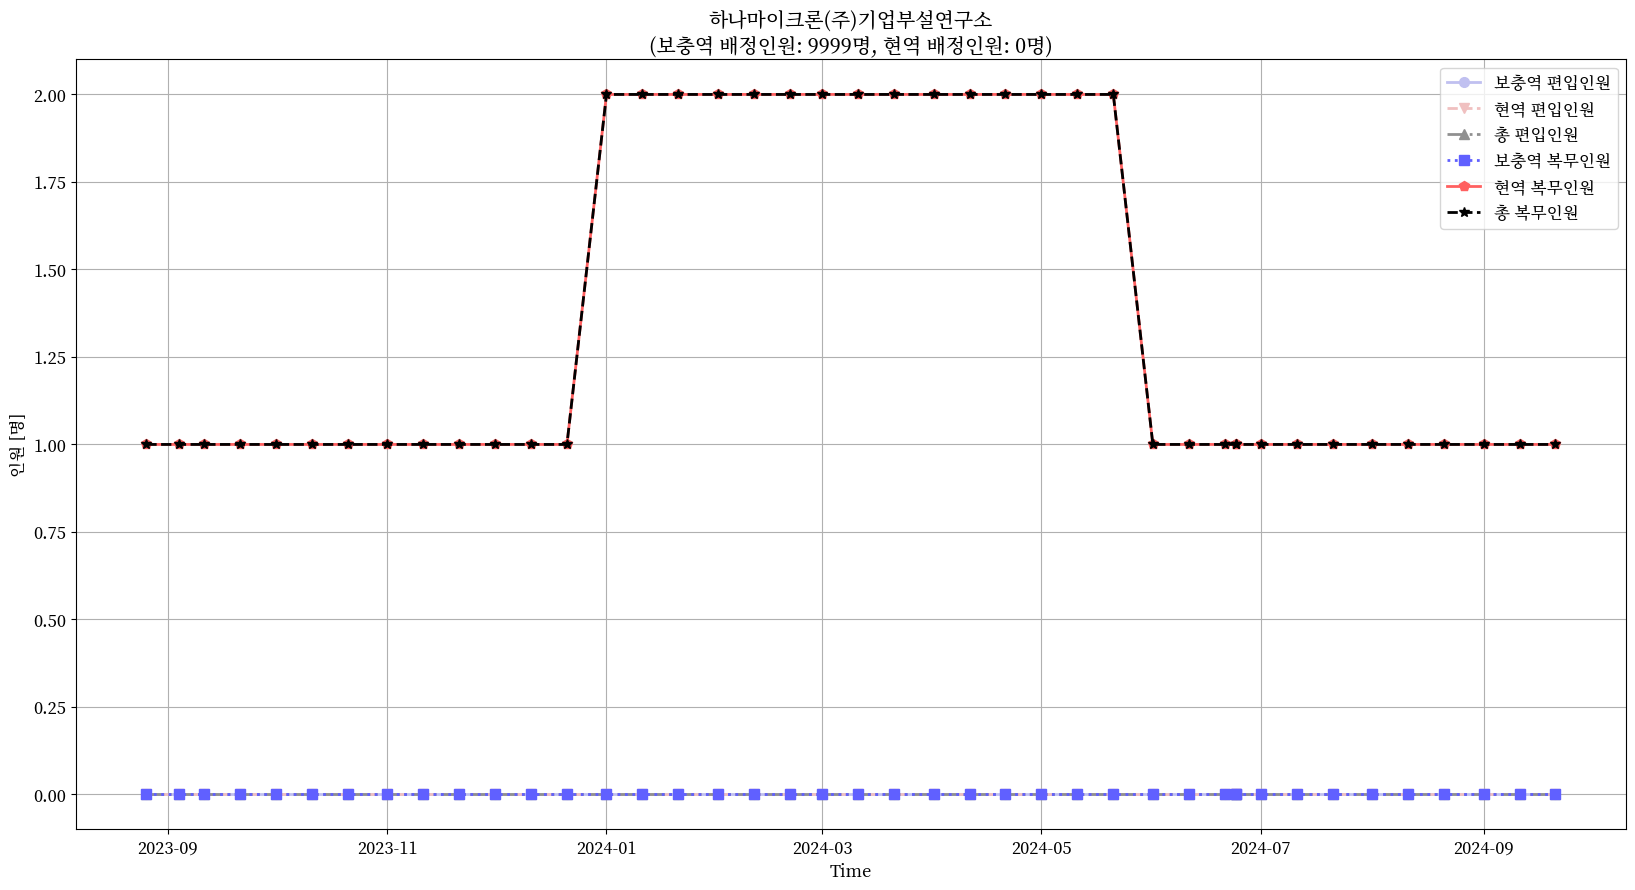 하나마이크론(주)기업부설연구소
(보충역 배정인원: 9999명, 현역 배정인원: 0명)
보충역 편입인원
현역 편입인원
총 편입인원
보충역 복무인원
현역 복무인원
총 복무인원
인원 [명]
2.00
1.75
1.50
1.25
1.00
0.75
0.50
0.25
0.00
2023-09 2023-11 2024-01 2024-03 2024-05 2024-07 2024-09
Time